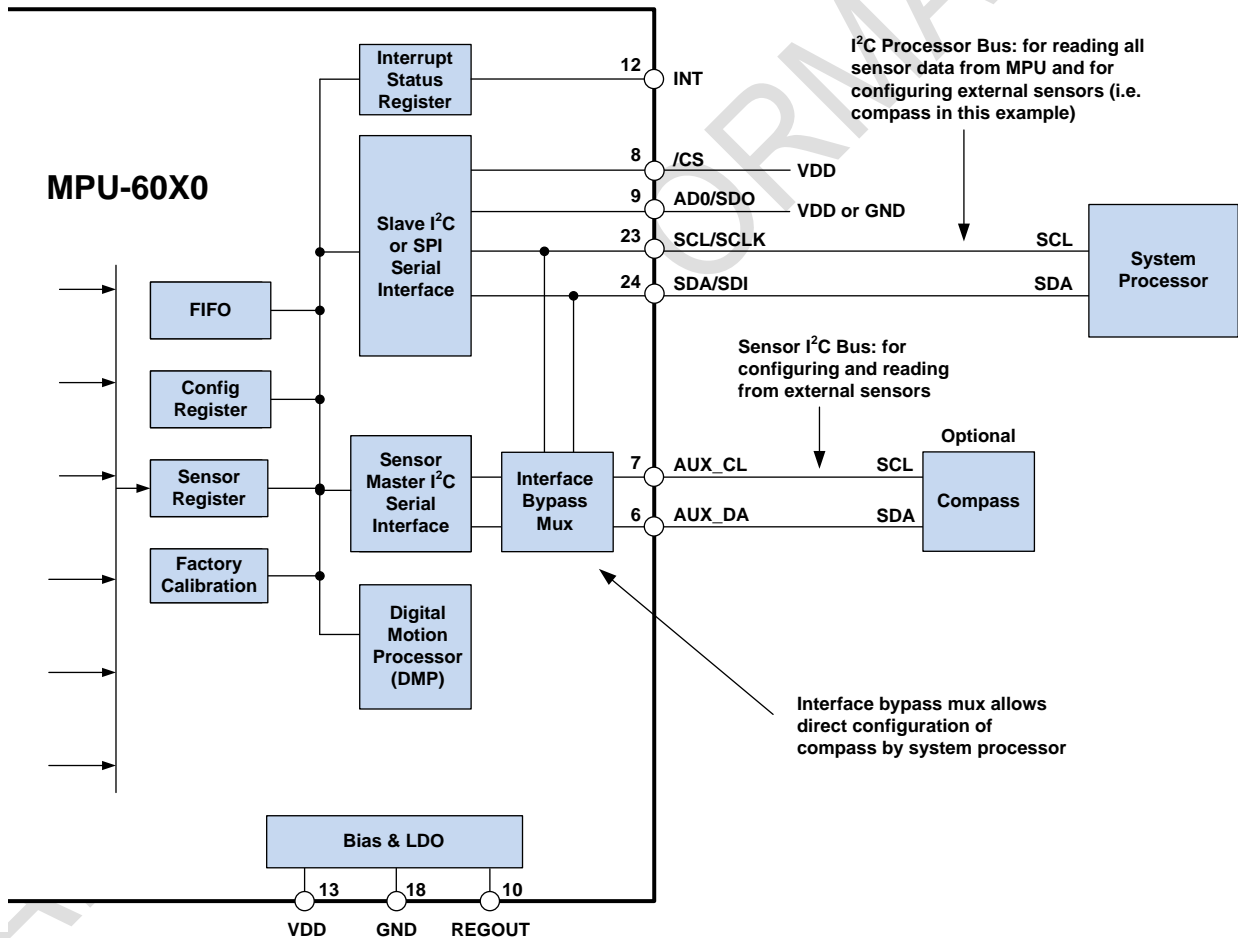 MPU-60X0
Interrupt
Status
Register
12
INT
I²C Processor Bus: for reading all
sensor data from MPU and for
configuring external sensors (i.e.
compass in this example)
Slave I²C
or SPI
Serial
Interface
8
/CS
VDD
9
AD0/SDO
VDD or GND
23
SCL/SCLK
SCL
24
SDA/SDI
SDA
System
Processor
FIFO
Config
Register
Sensor
Register
Factory
Calibration
Sensor I²C Bus: for
configuring and reading
from external sensors
Sensor
Master I²C
Serial
Interface
Interface
Bypass
Mux
7
AUX_CL
SCL
6
AUX_DA
SDA
Optional
Compass
Digital
Motion
Processor
(DMP)
Interface bypass mux allows
direct configuration of
compass by system processor
Bias & LDO
13
18
10
VDD
GND
REGOUT
ORMA